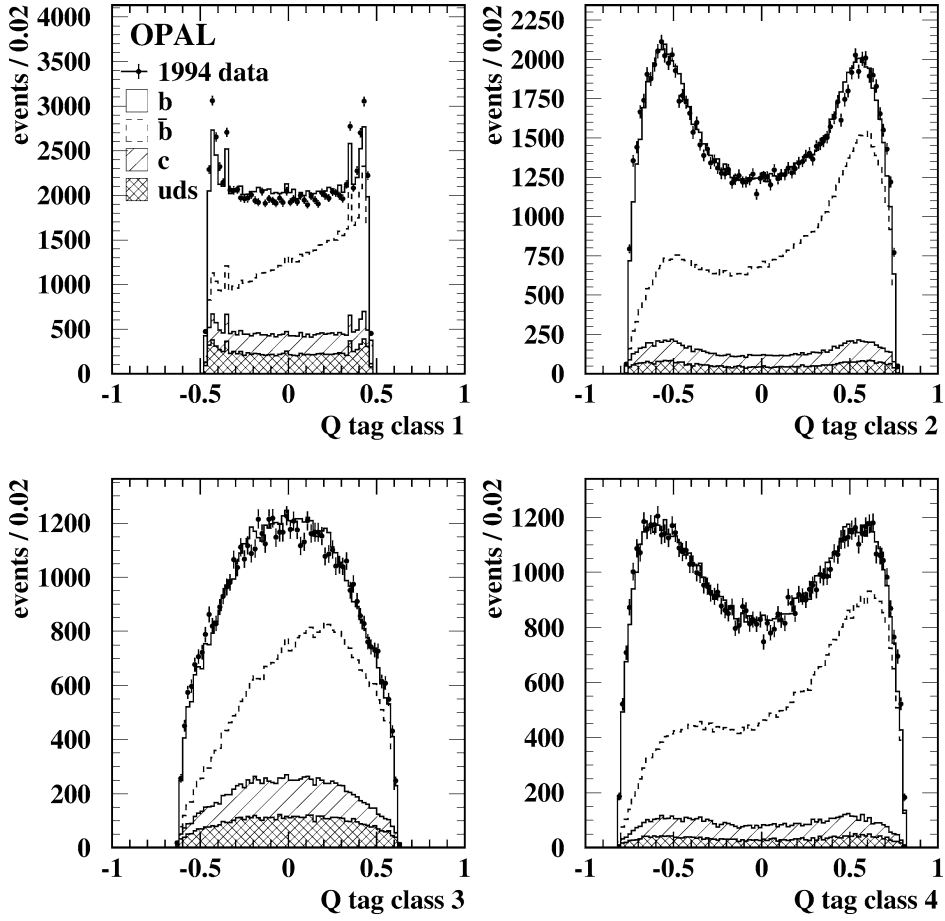 events / 0.02
4000
3500
3000
2500
2000
1500
1000
500
0
OPAL
1994 data
b
b̄
c
uds
-1 -0.5 0 0.5 1
Q tag class 1
events / 0.02
2250
2000
1750
1500
1250
1000
750
500
250
0
-1 -0.5 0 0.5 1
Q tag class 2
events / 0.02
1200
1000
800
600
400
200
0
-1 -0.5 0 0.5 1
Q tag class 3
events / 0.02
1200
1000
800
600
400
200
0
-1 -0.5 0 0.5 1
Q tag class 4